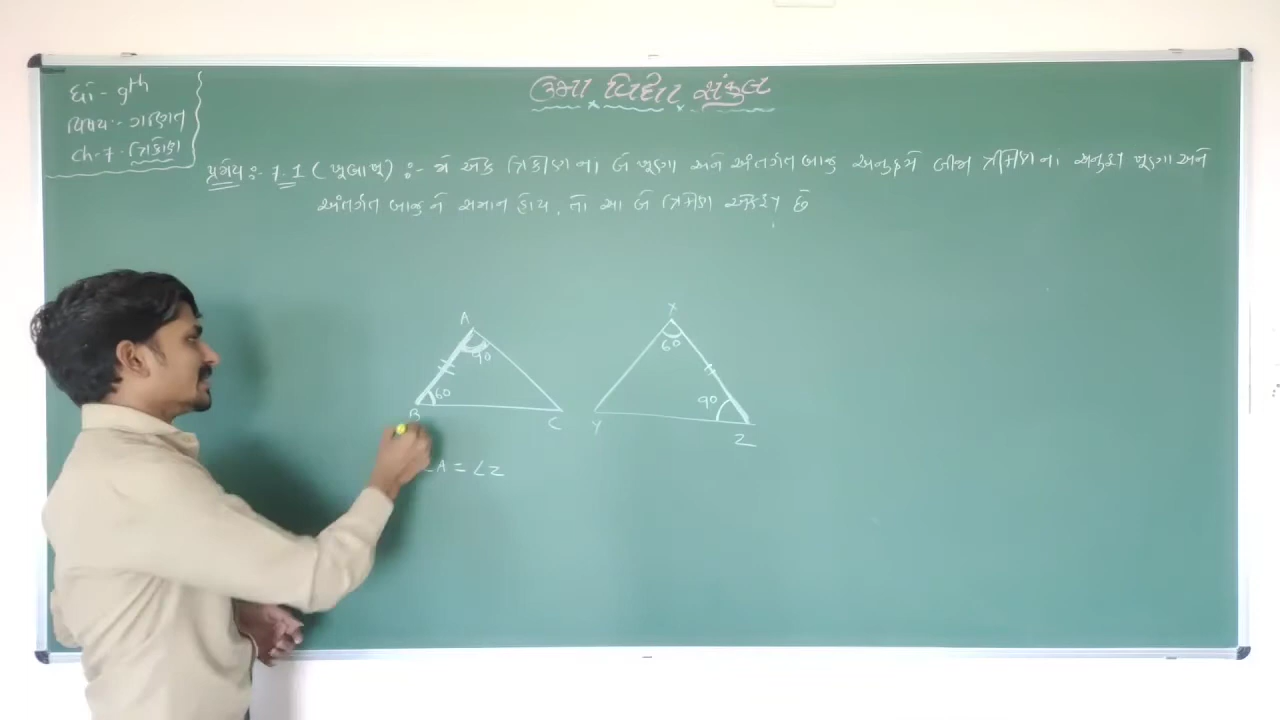 ઉમા વિદ્યા સંકુલ
ધો - 9th
વિષય :- ગણિત
ch-7 - ત્રિકોણ
પ્રમેય :- 7.1 (ખૂબાખૂ) :- જો એક ત્રિકોણના બે ખૂણા અને અંતર્ગત બાજુ અનુક્રમે બીજા ત્રિકોણના અનુરૂપ ખૂણા અને
અંતર્ગત બાજુને સમાન હોય, તો આ બે ત્રિકોણ એકરૂપ છે
A
X
90
60
60
90
B
C
Y
Z
∠A = ∠Z